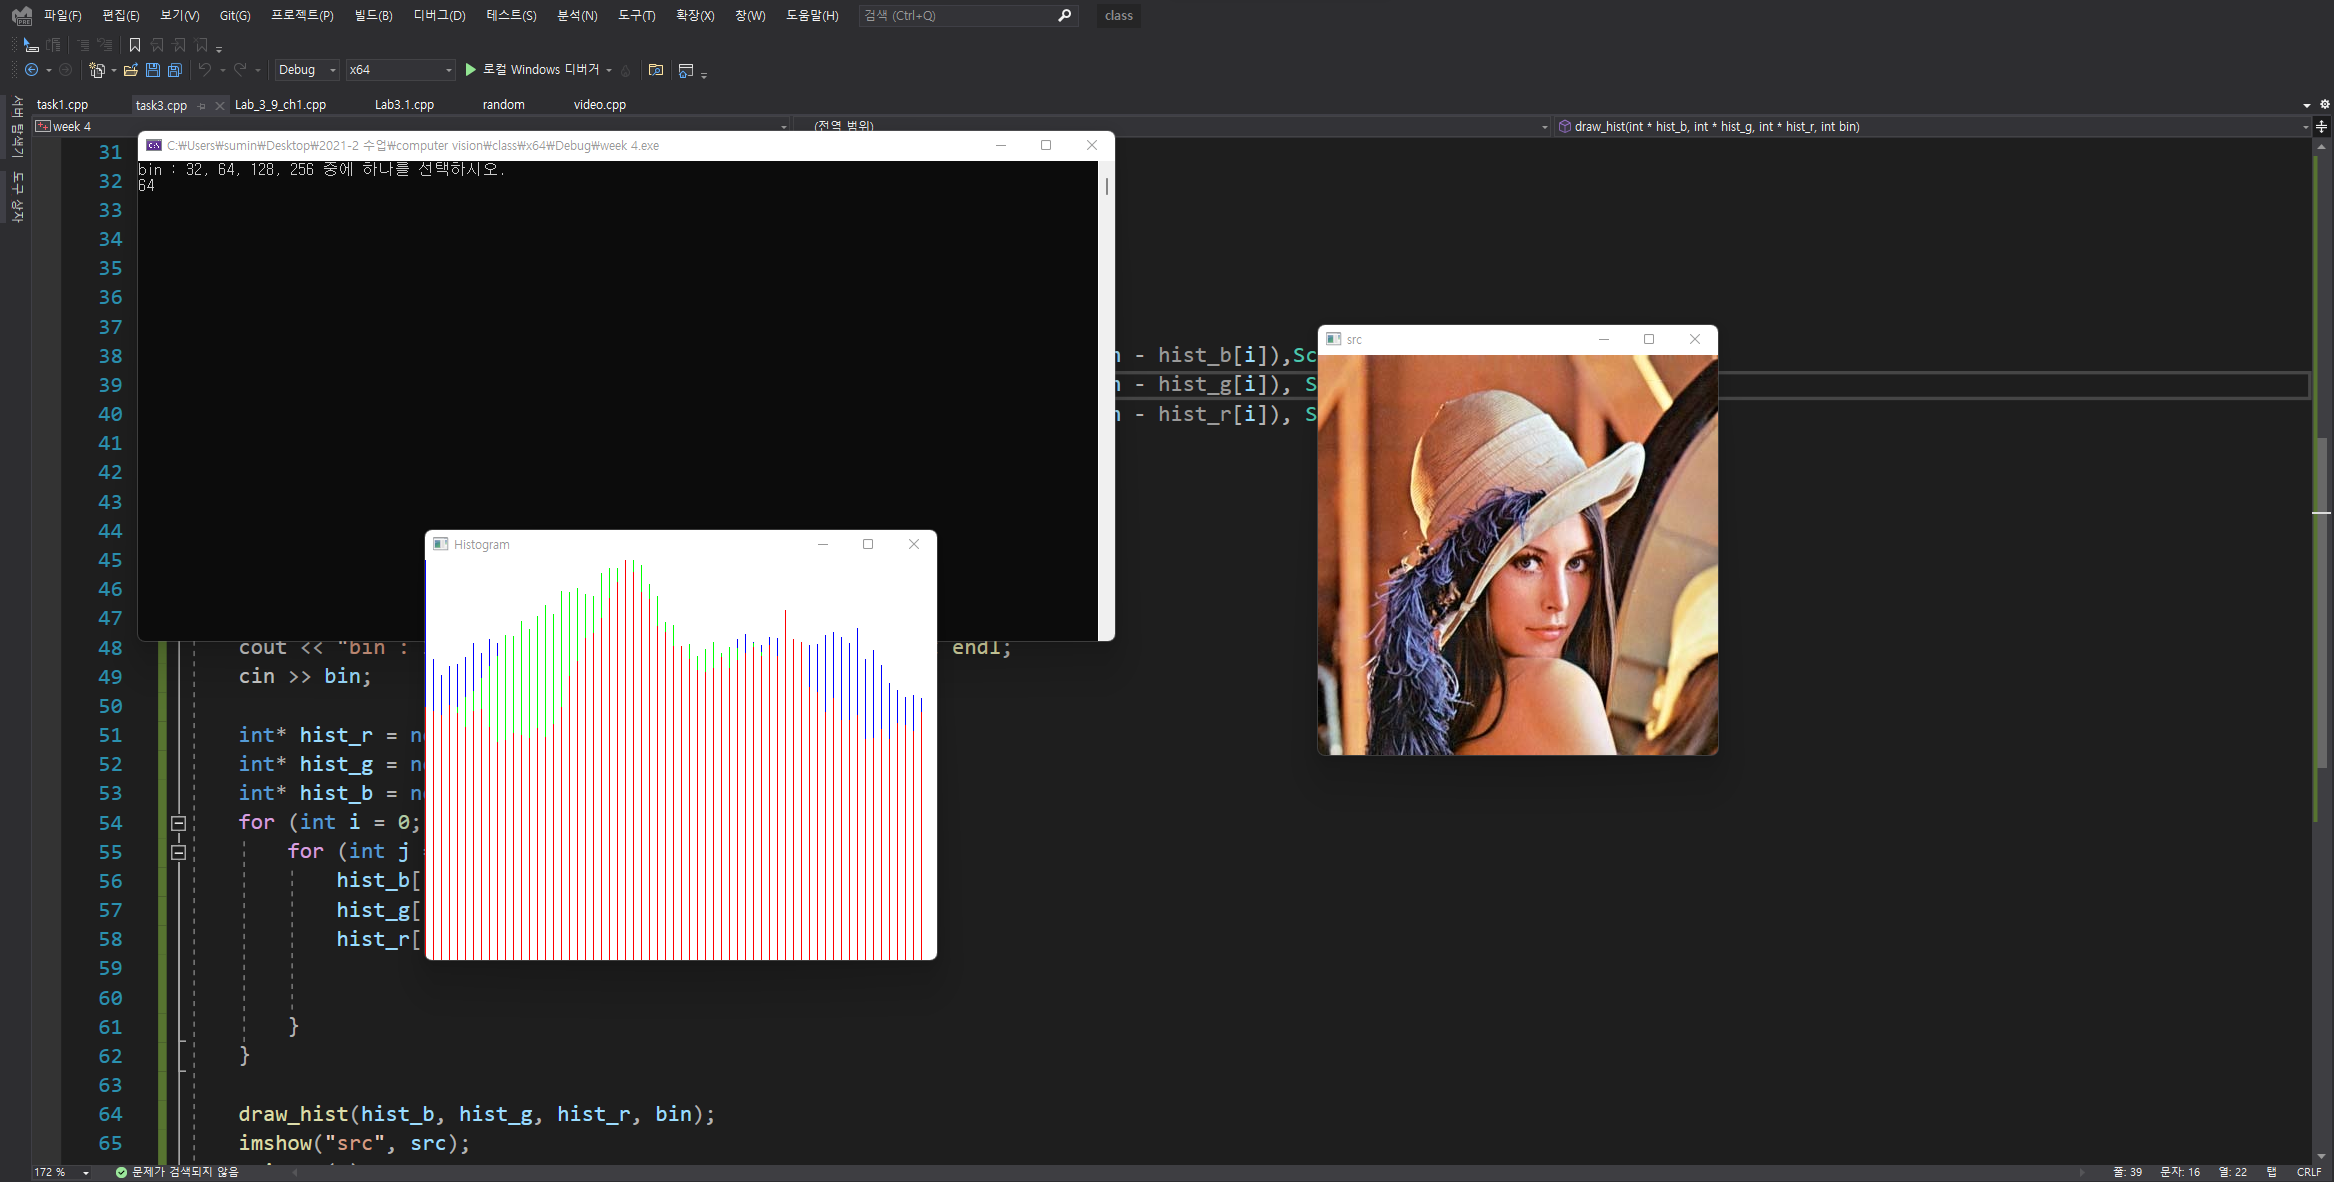 파일(F) 편집(E) 보기(V) Git(G) 프로젝트(P) 빌드(B) 디버그(D) 테스트(S) 분석(N) 도구(T) 확장(X) 창(W) 도움말(H) 검색 (Ctrl+Q) class
Debug x64 로컬 Windows 디버거
서버 탐색기
도구 상자
task1.cpp task3.cpp Lab_3_9_ch1.cpp Lab3.1.cpp random video.cpp
week 4 (전역 범위) draw_hist(int * hist_b, int * hist_g, int * hist_r, int bin)
C:₩Users₩sumin₩Desktop₩2021-2 수업₩computer vision₩class₩x64₩Debug₩week 4.exe
bin : 32, 64, 128, 256 중에 하나를 선택하시오.
64
31
32
33
34
35
36
37
38 - hist_b[i]),Sc
39 - hist_g[i]), S
40 - hist_r[i]), S
41
42
43
44
45
46
47
src
Histogram
48 cout << "bin : endl;
49 cin >> bin;
50
51 int* hist_r =
52 int* hist_g =
53 int* hist_b =
54 for (int i = 0;
55 for (int j
56 hist_b[
57 hist_g[
58 hist_r[
59
60
61 }
62 }
63
64 draw_hist(hist_b, hist_g, hist_r, bin);
65 imshow("src", src);
172 % 문제가 검색되지 않음 줄: 39 문자: 16 열: 22 탭 CRLF